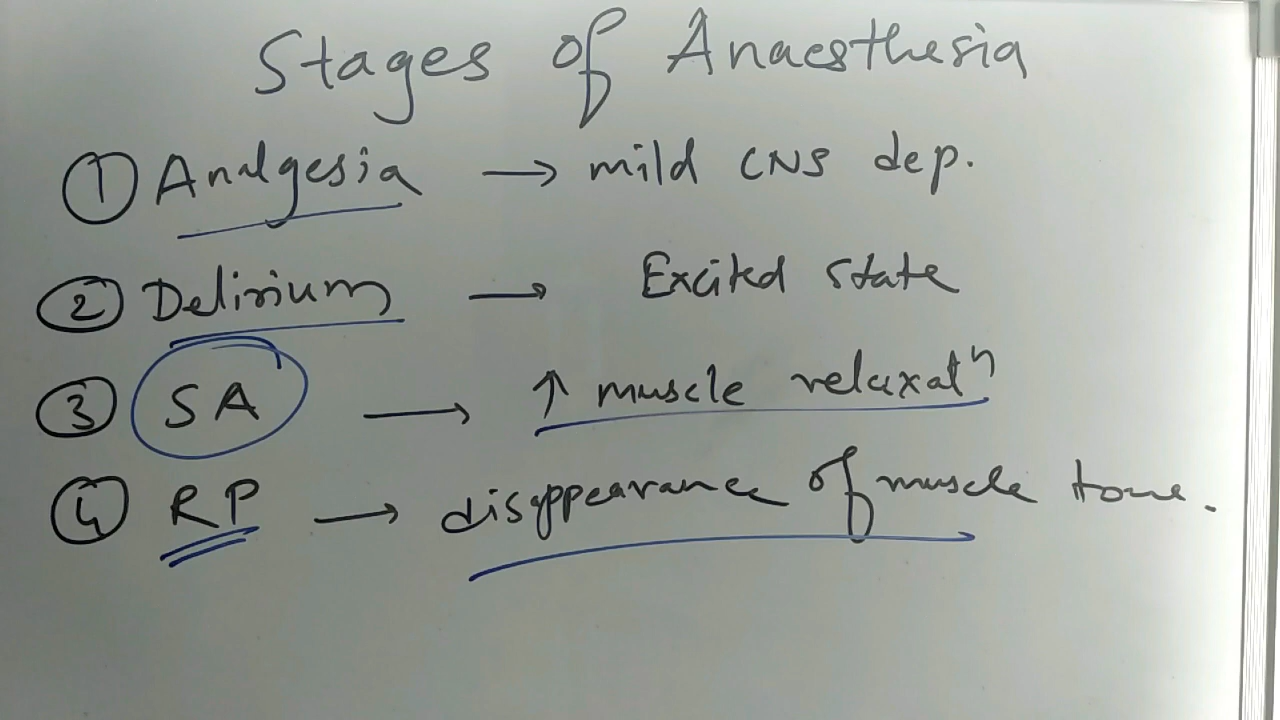 Stages of Anaesthesia
① Analgesia → mild CNS dep.
② Delirium → Excited state
③ SA → ↑ muscle relaxatⁿ
④ RP → disappearance of muscle tone.